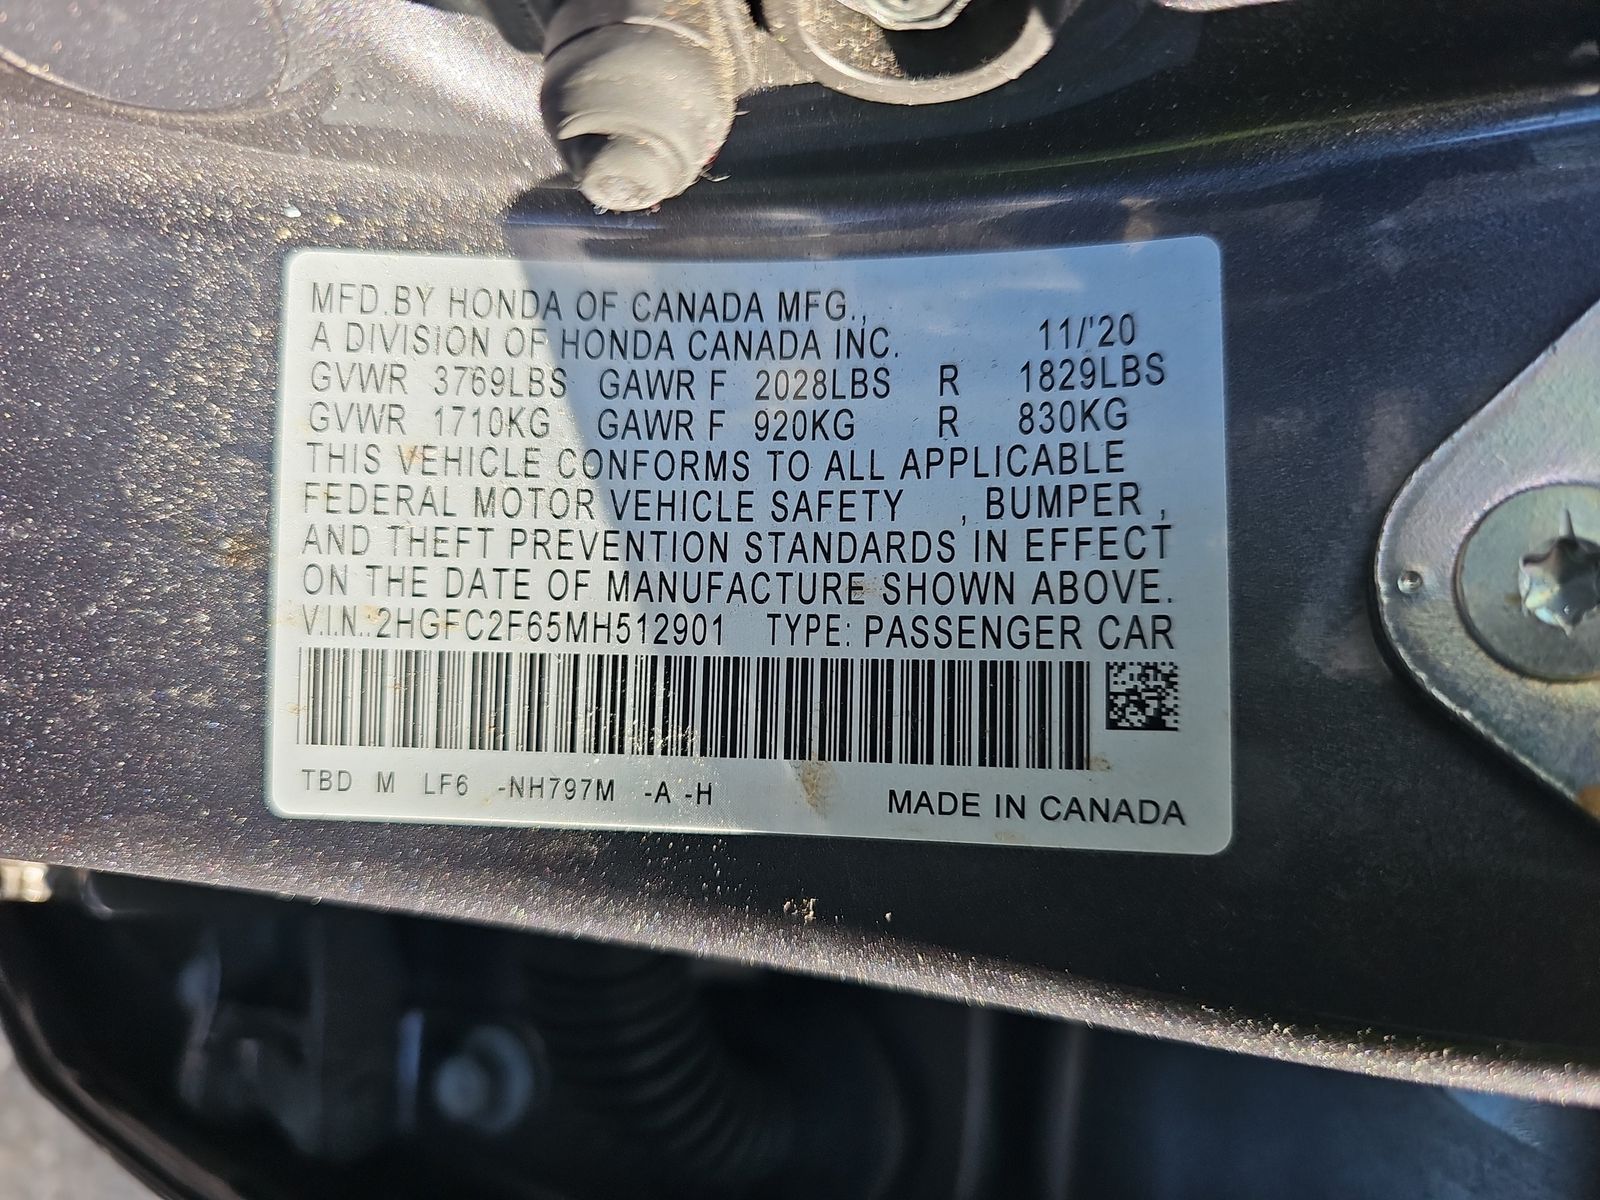 MFD.BY HONDA OF CANADA MFG.,
A DIVISION OF HONDA CANADA INC. 11/'20
GVWR 3769LBS GAWR F 2028LBS R 1829LBS
GVWR 1710KG GAWR F 920KG R 830KG
THIS VEHICLE CONFORMS TO ALL APPLICABLE
FEDERAL MOTOR VEHICLE SAFETY , BUMPER ,
AND THEFT PREVENTION STANDARDS IN EFFECT
ON THE DATE OF MANUFACTURE SHOWN ABOVE.
V.I.N.:2HGFC2F65MH512901 TYPE: PASSENGER CAR
TBD M LF6 -NH797M -A -H
MADE IN CANADA